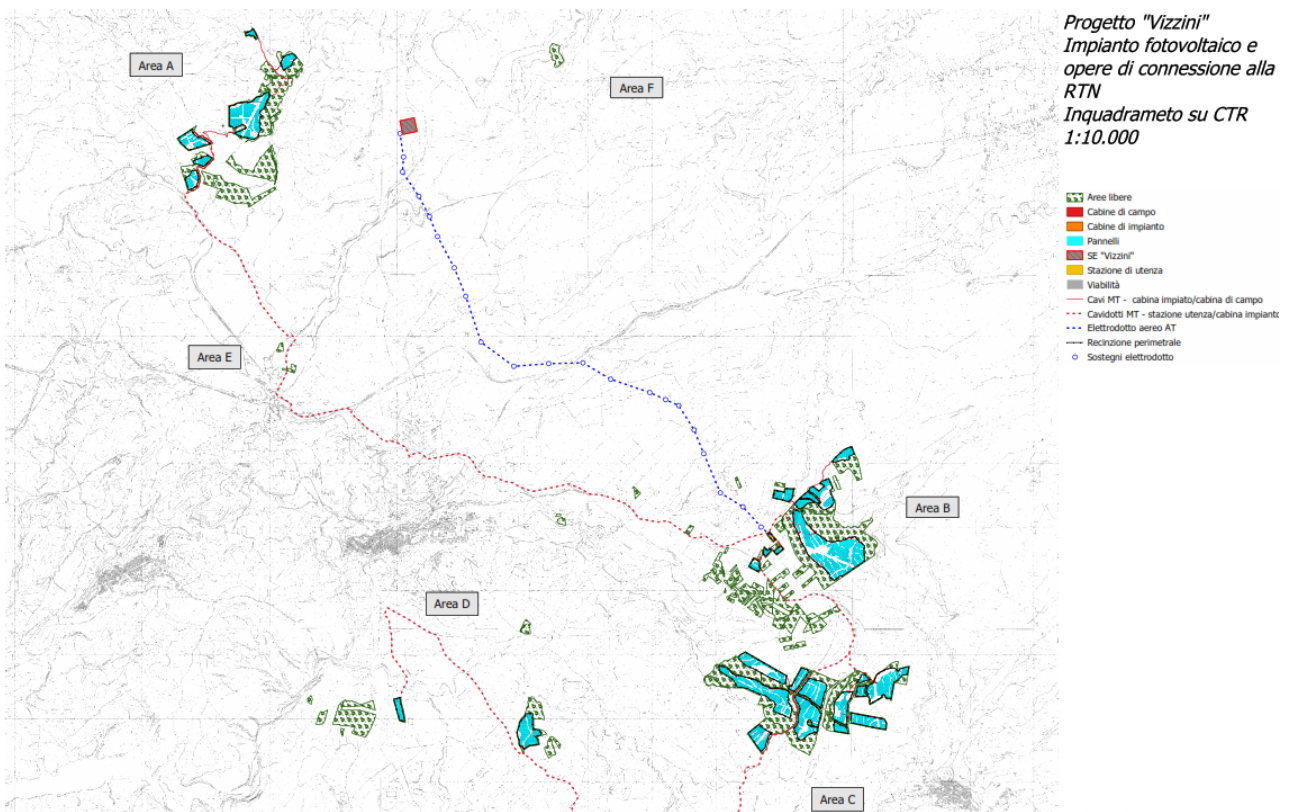 Progetto "Vizzini"
Impianto fotovoltaico e
opere di connessione alla
RTN
Inquadrameto su CTR
1:10.000
Area A
Area F
Aree libere
Cabine di campo
Cabine di impianto
Pannelli
SE "Vizzini"
Stazione di utenza
Viabilità
Cavi MT - cabina impiato/cabina di campo
Cavidotti MT - stazione utenza/cabina impianto
Elettrodotto aereo AT
Recinzione perimetrale
Sostegni elettrodotto
Area E
Area B
Area D
Area C